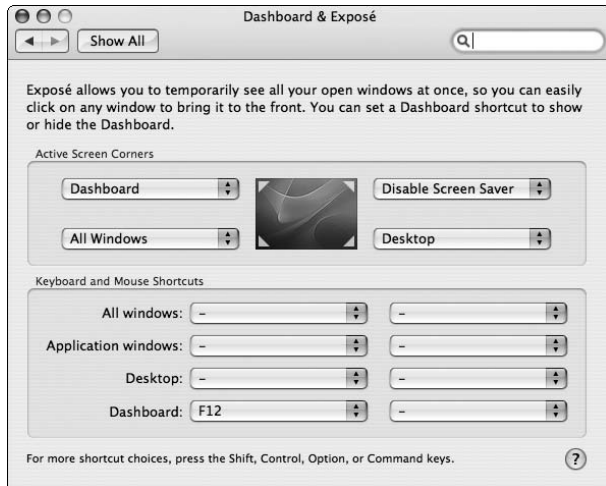 Dashboard & Exposé
Show All
Exposé allows you to temporarily see all your open windows at once, so you can easily
click on any window to bring it to the front. You can set a Dashboard shortcut to show
or hide the Dashboard.
Active Screen Corners
Dashboard Disable Screen Saver
All Windows Desktop
Keyboard and Mouse Shortcuts
All windows: – –
Application windows: – –
Desktop: – –
Dashboard: F12 –
For more shortcut choices, press the Shift, Control, Option, or Command keys. ?